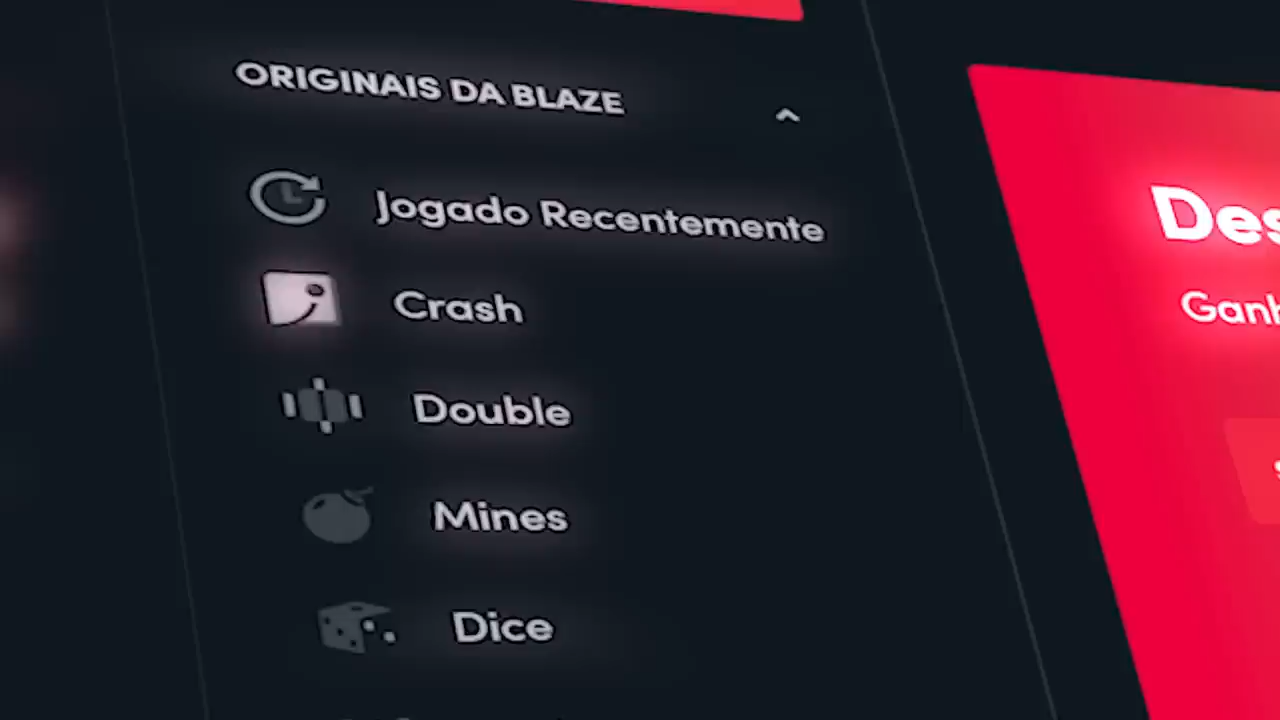 ORIGINAIS DA BLAZE
Jogado Recentemente
Crash
Double
Mines
Dice